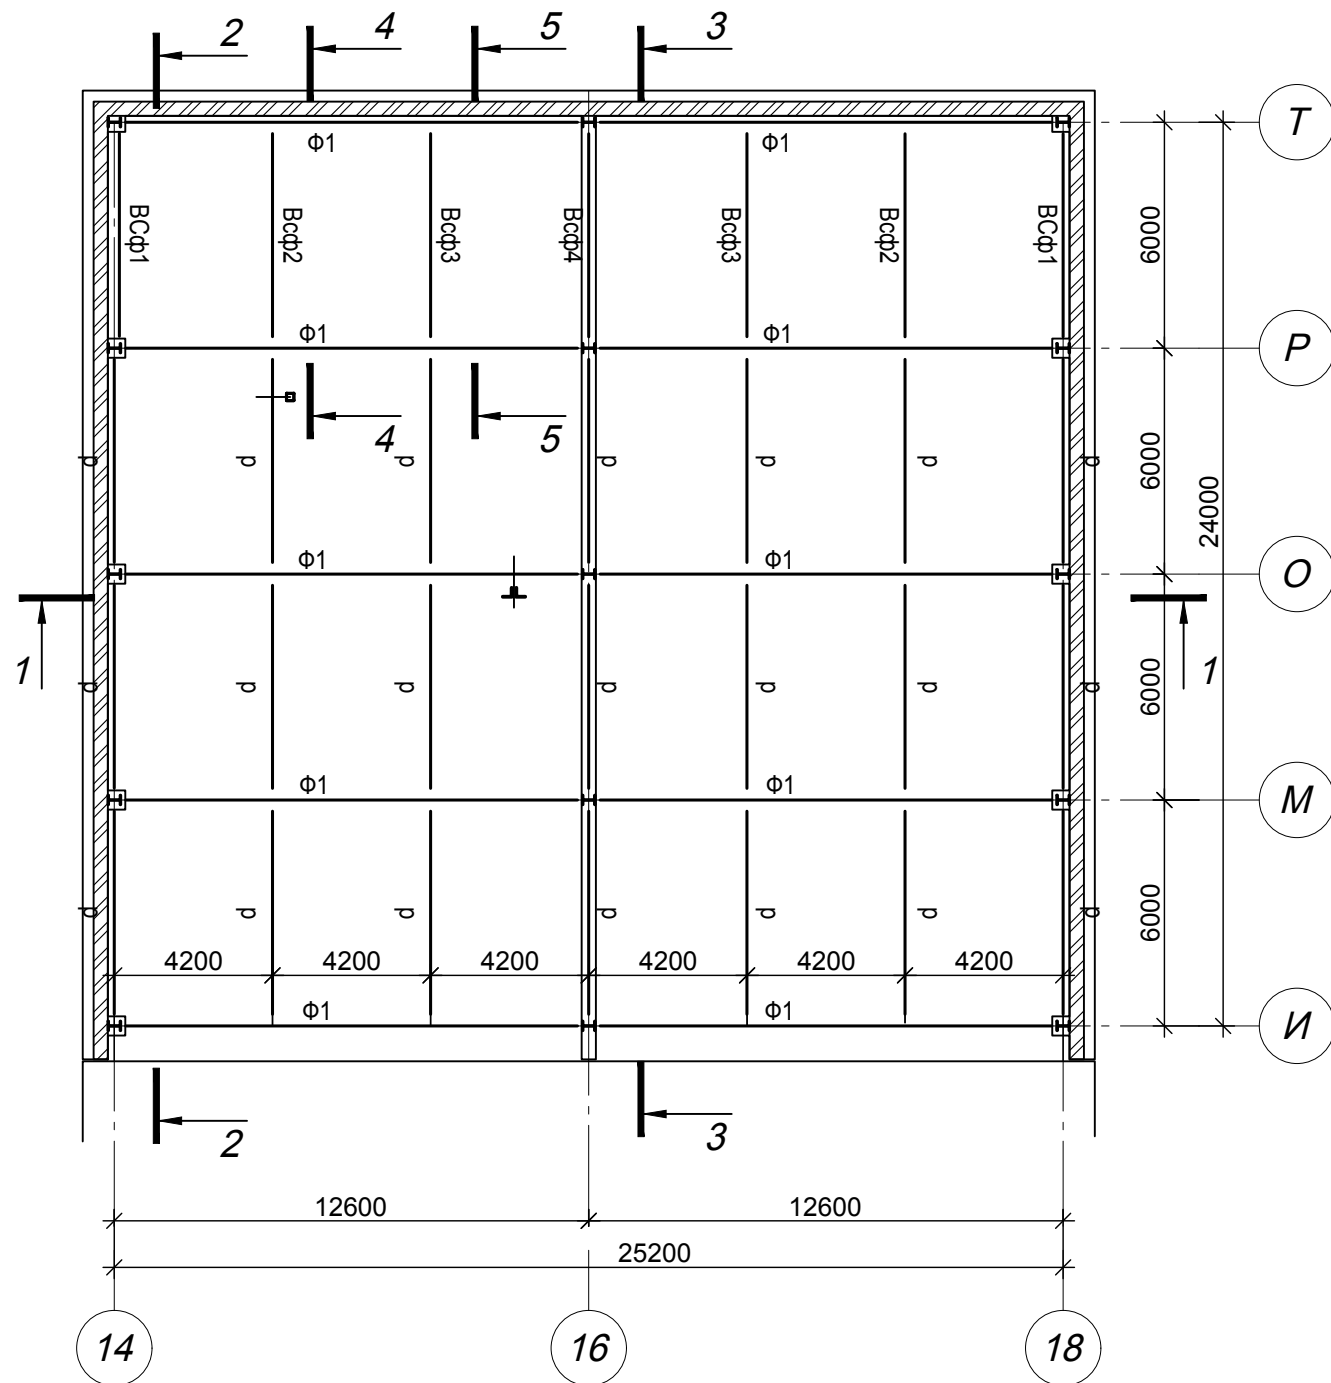 2 4 5 3
Т
Ф1 Ф1
ВСф1 Всф2 Всф3 Всф4 Всф3 Всф2 ВСф1
6000
Ф1 Ф1
Р
4 5
d d d d d d d
6000
24000
Ф1 Ф1
О
1 1
d d d d d d d
6000
Ф1 Ф1
М
d d d d d d d
6000
4200 4200 4200 4200 4200 4200
Ф1 Ф1
И
2 3
12600 12600
25200
14 16 18